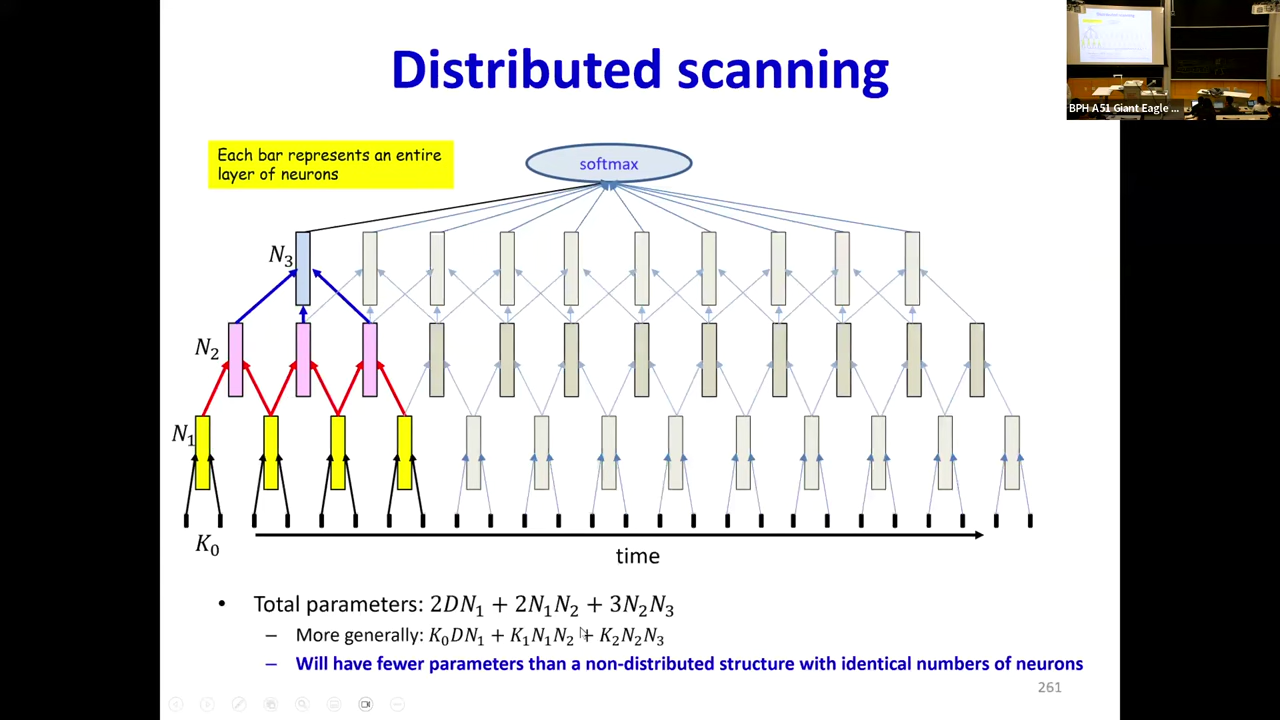 Distributed scanning
BPH A51 Giant Eagle ...
Each bar represents an entire
layer of neurons
softmax
N₃
N₂
N₁
K₀
time
• Total parameters: 2DN₁ + 2N₁N₂ + 3N₂N₃
– More generally: K₀DN₁ + K₁N₁N₂ + K₂N₂N₃
– Will have fewer parameters than a non-distributed structure with identical numbers of neurons
261